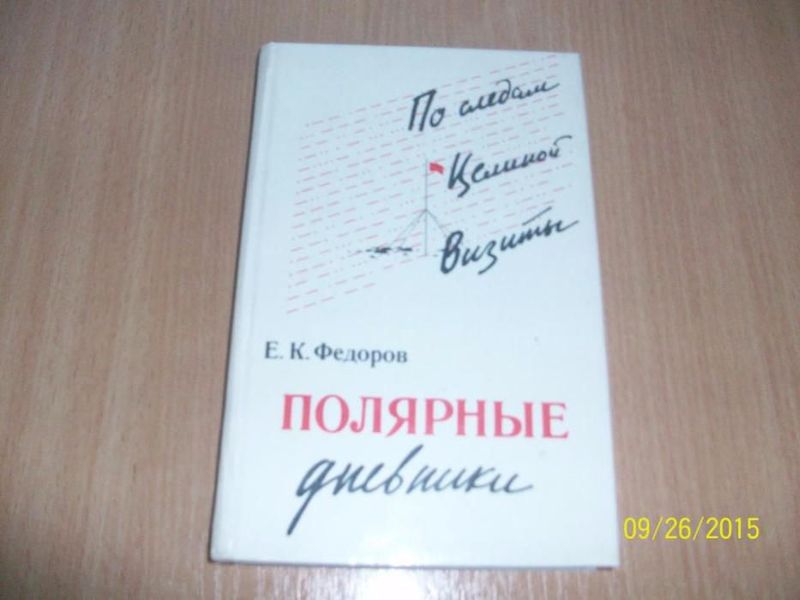 По следам
Целиной
Визиты
Е. К. Федоров
ПОЛЯРНЫЕ
дневники
09/26/2015